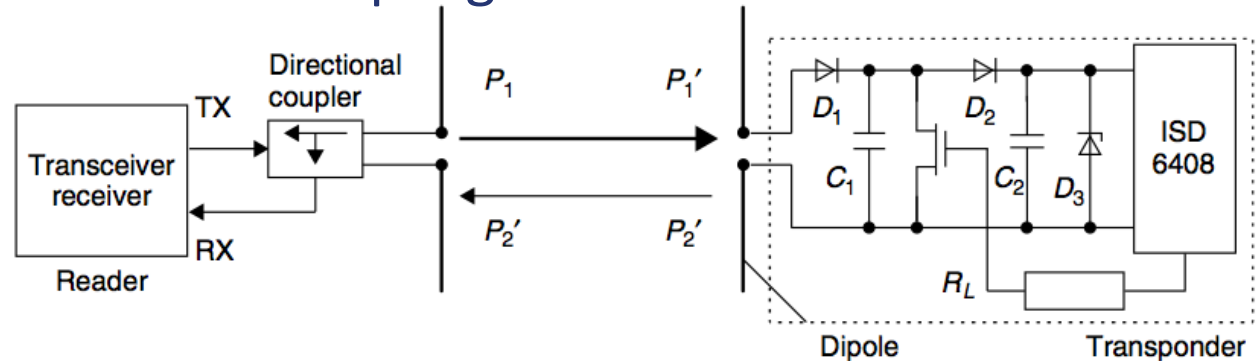 Directional
coupler
TX
Transceiver
receiver
RX
Reader
P1
P1′
P2′
P2′
D1
C1
D2
C2
D3
ISD
6408
RL
Dipole
Transponder